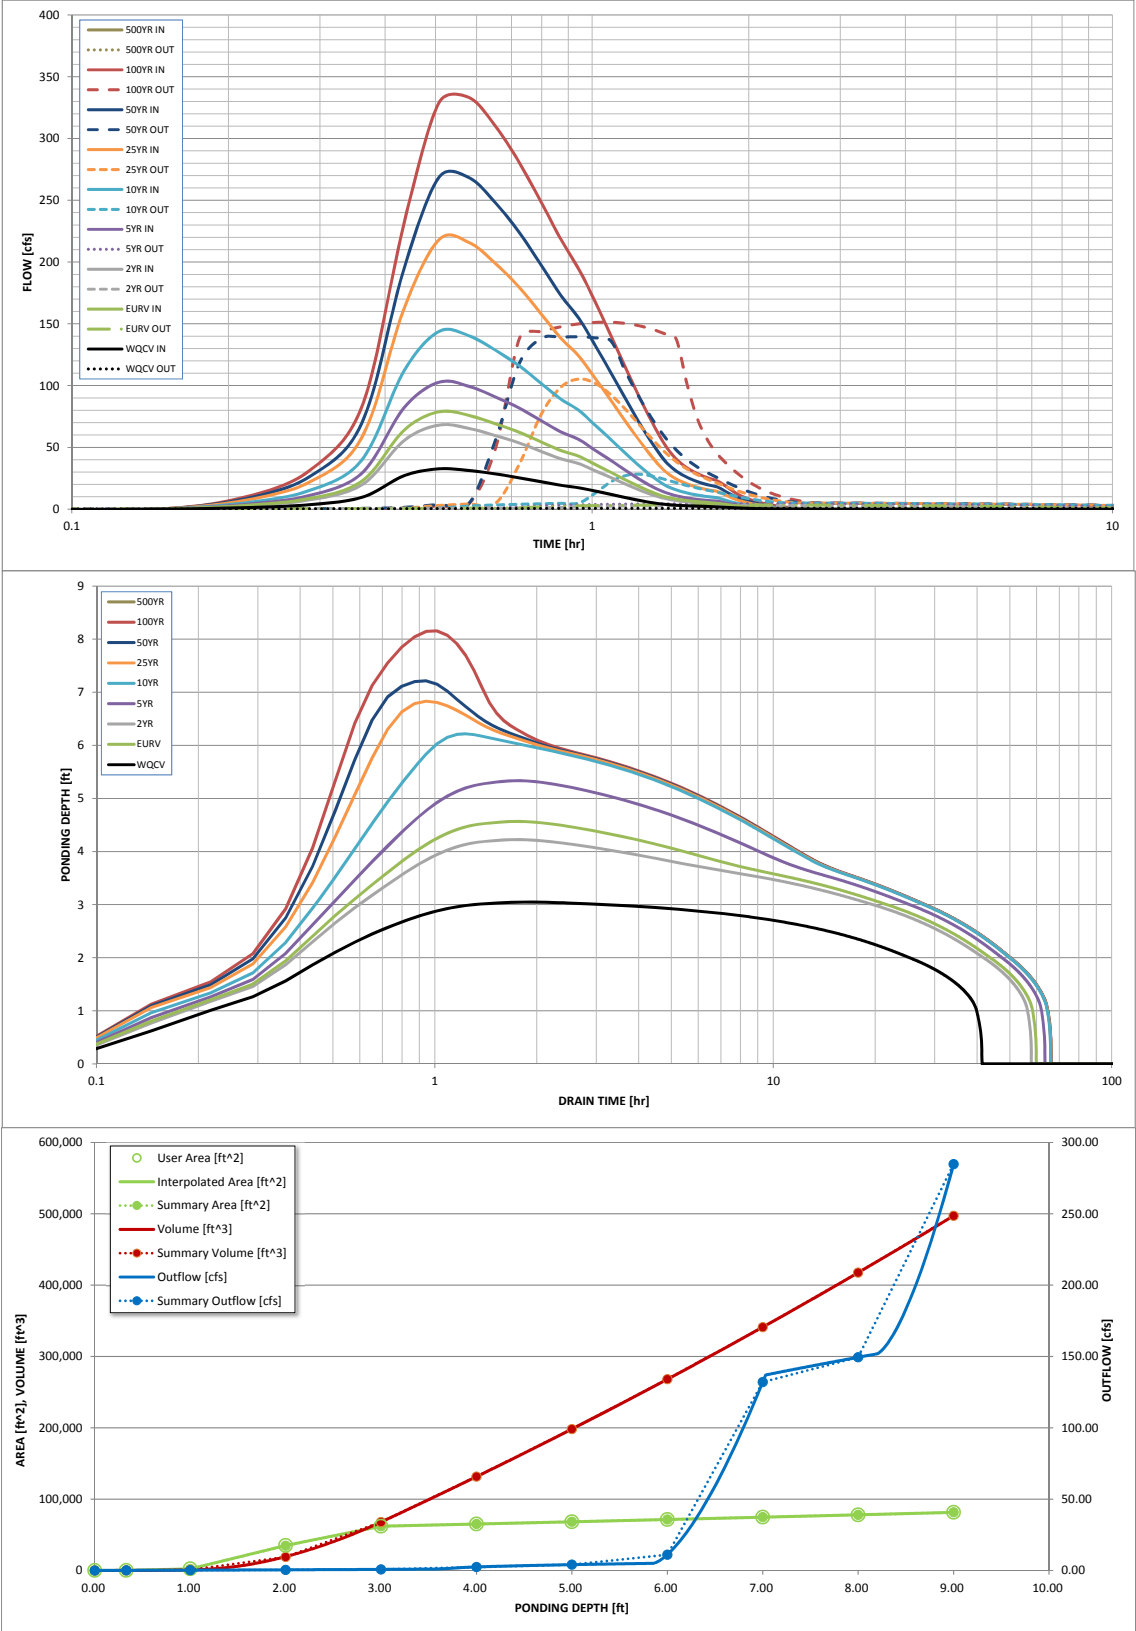 400
350
300
250
200
150
100
50
0
FLOW [cfs]
500YR IN
500YR OUT
100YR IN
100YR OUT
50YR IN
50YR OUT
25YR IN
25YR OUT
10YR IN
10YR OUT
5YR IN
5YR OUT
2YR IN
2YR OUT
EURV IN
EURV OUT
WQCV IN
WQCV OUT
0.1
1
10
TIME [hr]
9
8
7
6
5
4
3
2
1
0
PONDING DEPTH [ft]
500YR
100YR
50YR
25YR
10YR
5YR
2YR
EURV
WQCV
0.1
1
10
100
DRAIN TIME [hr]
600,000
500,000
400,000
300,000
200,000
100,000
0
AREA [ft^2], VOLUME [ft^3]
User Area [ft^2]
Interpolated Area [ft^2]
Summary Area [ft^2]
Volume [ft^3]
Summary Volume [ft^3]
Outflow [cfs]
Summary Outflow [cfs]
300.00
250.00
200.00
150.00
100.00
50.00
0.00
OUTFLOW [cfs]
0.00
1.00
2.00
3.00
4.00
5.00
6.00
7.00
8.00
9.00
10.00
PONDING DEPTH [ft]